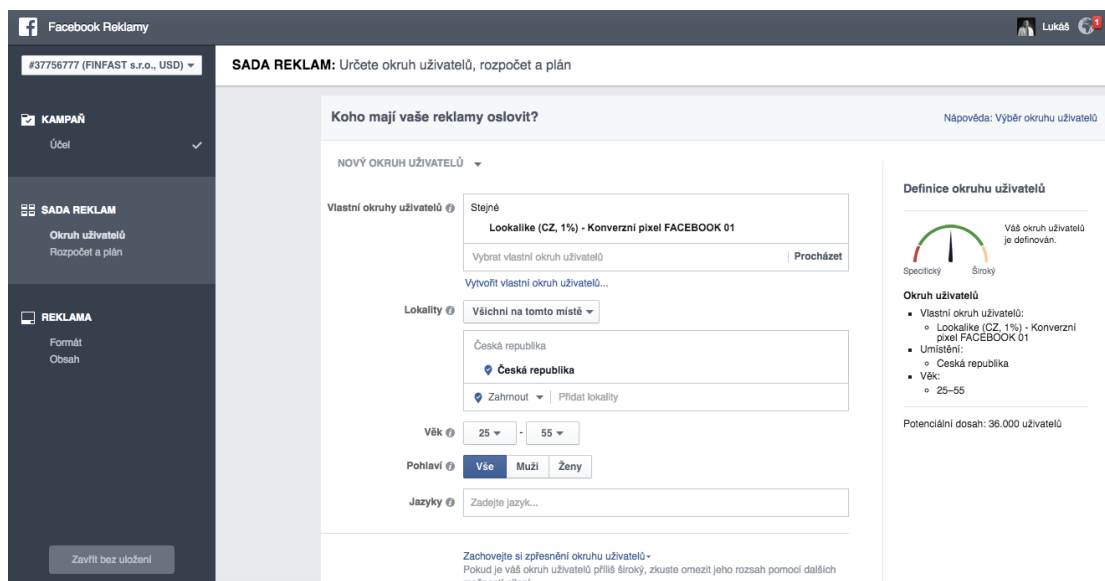 Facebook Reklamy
Lukáš
1
#37756777 (FINFAST s.r.o., USD)
SADA REKLAM: Určete okruh uživatelů, rozpočet a plán
KAMPAŇ
Účel
SADA REKLAM
Okruh uživatelů
Rozpočet a plán
REKLAMA
Formát
Obsah
Zavřít bez uložení
Koho mají vaše reklamy oslovit?
Nápověda: Výběr okruhu uživatelů
NOVÝ OKRUH UŽIVATELŮ
Vlastní okruhy uživatelů
Stejné
Lookalike (CZ, 1%) - Konverzní pixel FACEBOOK 01
Vybrat vlastní okruh uživatelů
Procházet
Vytvořit vlastní okruh uživatelů...
Lokality
Všichni na tomto místě
Česká republika
Česká republika
Zahrnout
Přidat lokality
Věk
25 - 55
Pohlaví
Vše Muži Ženy
Jazyky
Zadejte jazyk...
Zachovejte si zpřesnění okruhu uživatelů
Pokud je váš okruh uživatelů příliš široký, zkuste omezit jeho rozsah pomocí dalších
Definice okruhu uživatelů
Váš okruh uživatelů
je definován.
Specifický
Široký
Okruh uživatelů
Vlastní okruh uživatelů:
Lookalike (CZ, 1%) - Konverzní
pixel FACEBOOK 01
Umístění:
Česká republika
Věk:
25–55
Potenciální dosah: 36.000 uživatelů